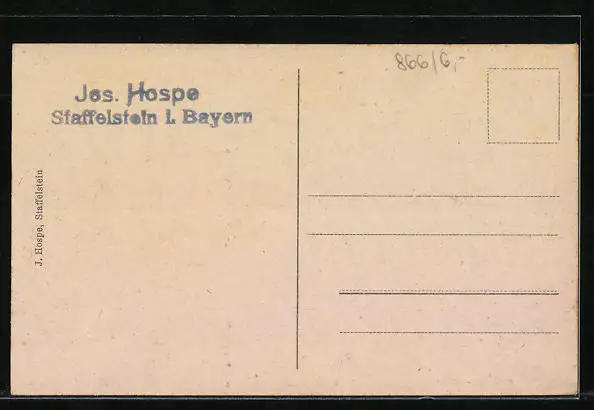 866/6,-
Jos. Hospe
Staffelstein i. Bayern
J. Hospe, Staffelstein